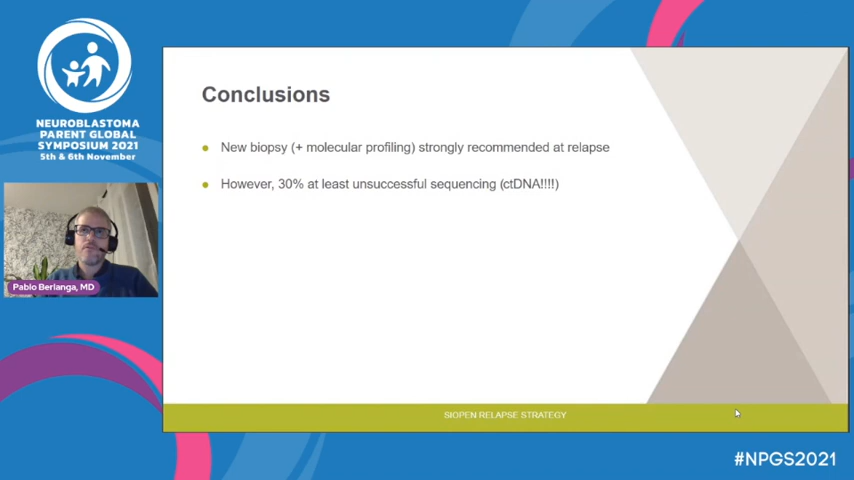 NEUROBLASTOMA
PARENT GLOBAL
SYMPOSIUM 2021
5th & 6th November
Pablo Berlanga, MD
Conclusions
New biopsy (+ molecular profiling) strongly recommended at relapse
However, 30% at least unsuccessful sequencing (ctDNA!!!!)
SIOPEN RELAPSE STRATEGY
#NPGS2021